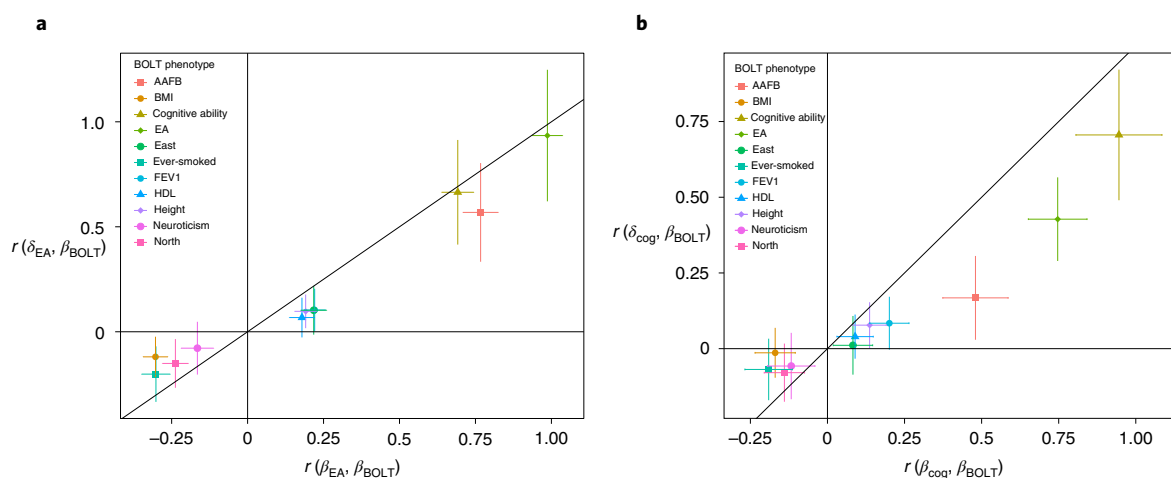 a
BOLT phenotype
AAFB
BMI
Cognitive ability
EA
East
Ever-smoked
FEV1
HDL
Height
Neuroticism
North
1.0
0.5
0
r (δEA, βBOLT)
−0.25
0
0.25
0.50
0.75
1.00
r (βEA, βBOLT)
b
BOLT phenotype
AAFB
BMI
Cognitive ability
EA
East
Ever-smoked
FEV1
HDL
Height
Neuroticism
North
0.75
0.50
0.25
0
r (δcog, βBOLT)
−0.25
0
0.25
0.50
0.75
1.00
r (βcog, βBOLT)